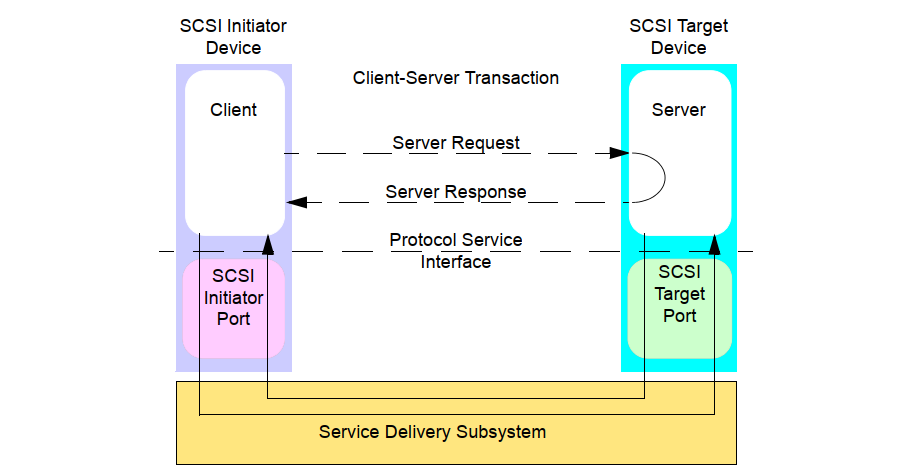 SCSI Initiator
Device
SCSI Target
Device
Client-Server Transaction
Client
Server
Server Request
Server Response
Protocol Service
Interface
SCSI
Initiator
Port
SCSI
Target
Port
Service Delivery Subsystem